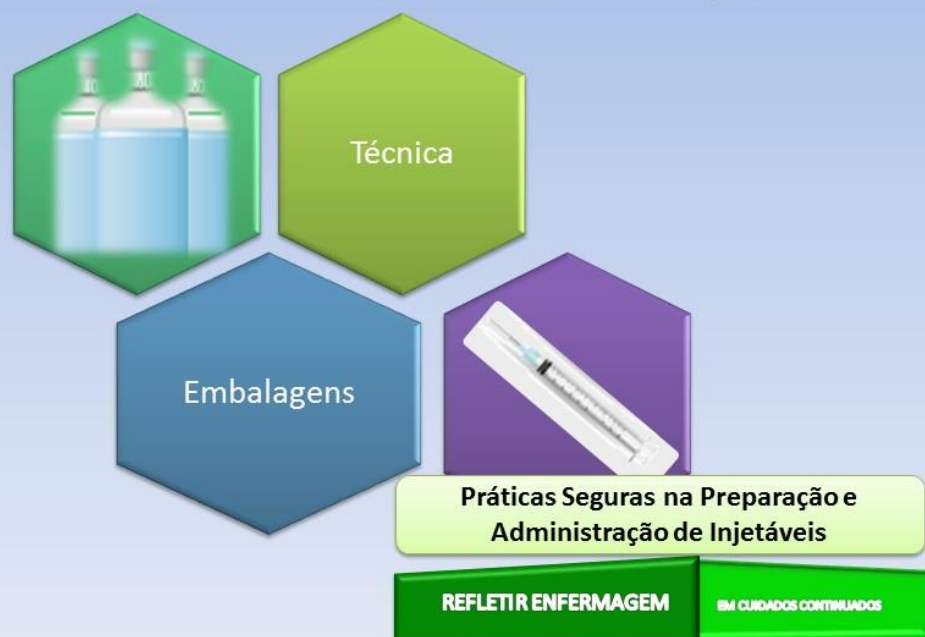 Técnica
Embalagens
Práticas Seguras na Preparação e
Administração de Injetáveis
REFLETIR ENFERMAGEM
EM CUIDADOS CONTINUADOS